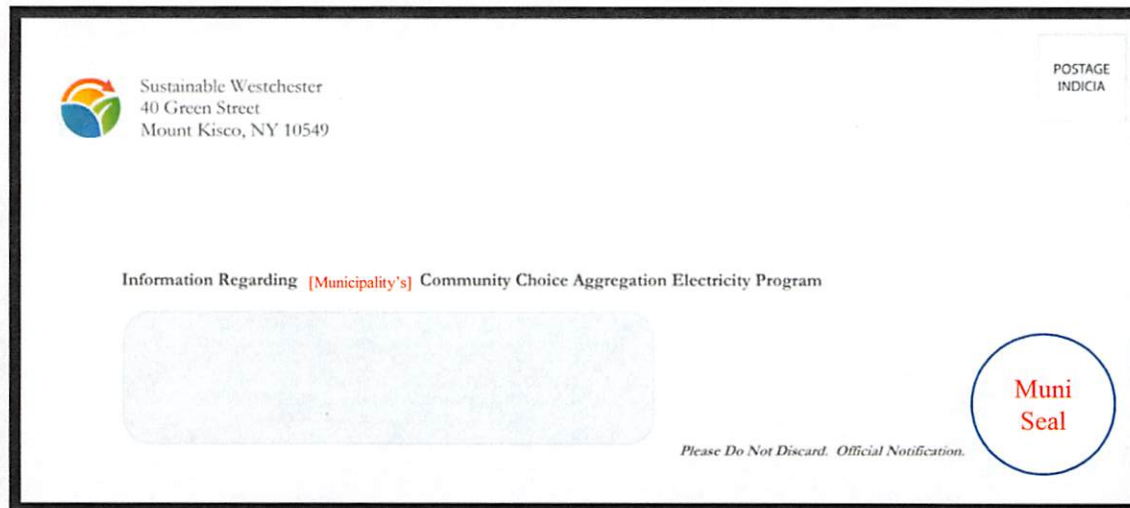 Sustainable Westchester
40 Green Street
Mount Kisco, NY 10549
POSTAGE
INDICIA
Information Regarding [Municipality's] Community Choice Aggregation Electricity Program
Muni
Seal
Please Do Not Discard. Official Notification.